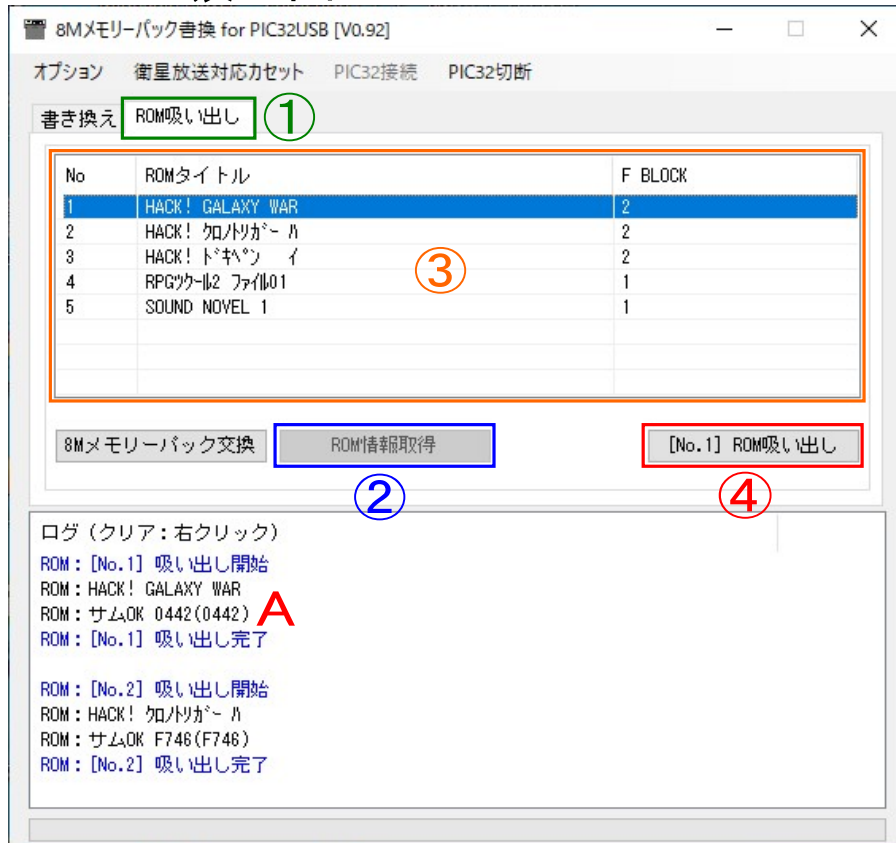 8Mメモリーパック書換 for PIC32USB [V0.92]
オプション 衛星放送対応カセット PIC32接続 PIC32切断
書き換え ROM吸い出し ①
No ROMタイトル F BLOCK
1 HACK! GALAXY WAR 2
2 HACK! ｸﾛﾉﾄﾘｶﾞｰ ﾊ 2
3 HACK! ﾄﾞｷﾍﾟﾝ ｲ 2
③
4 RPGﾂｸｰﾙ2 ﾌｧｲﾙ01 1
5 SOUND NOVEL 1 1
8Mメモリーパック交換 ROM情報取得 [No.1] ROM吸い出し
② ④
ログ（クリア：右クリック）
ROM：[No.1] 吸い出し開始
ROM：HACK! GALAXY WAR
ROM：サムOK 0442(0442) A
ROM：[No.1] 吸い出し完了
ROM：[No.2] 吸い出し開始
ROM：HACK! ｸﾛﾉﾄﾘｶﾞｰ ﾊ
ROM：サムOK F746(F746)
ROM：[No.2] 吸い出し完了